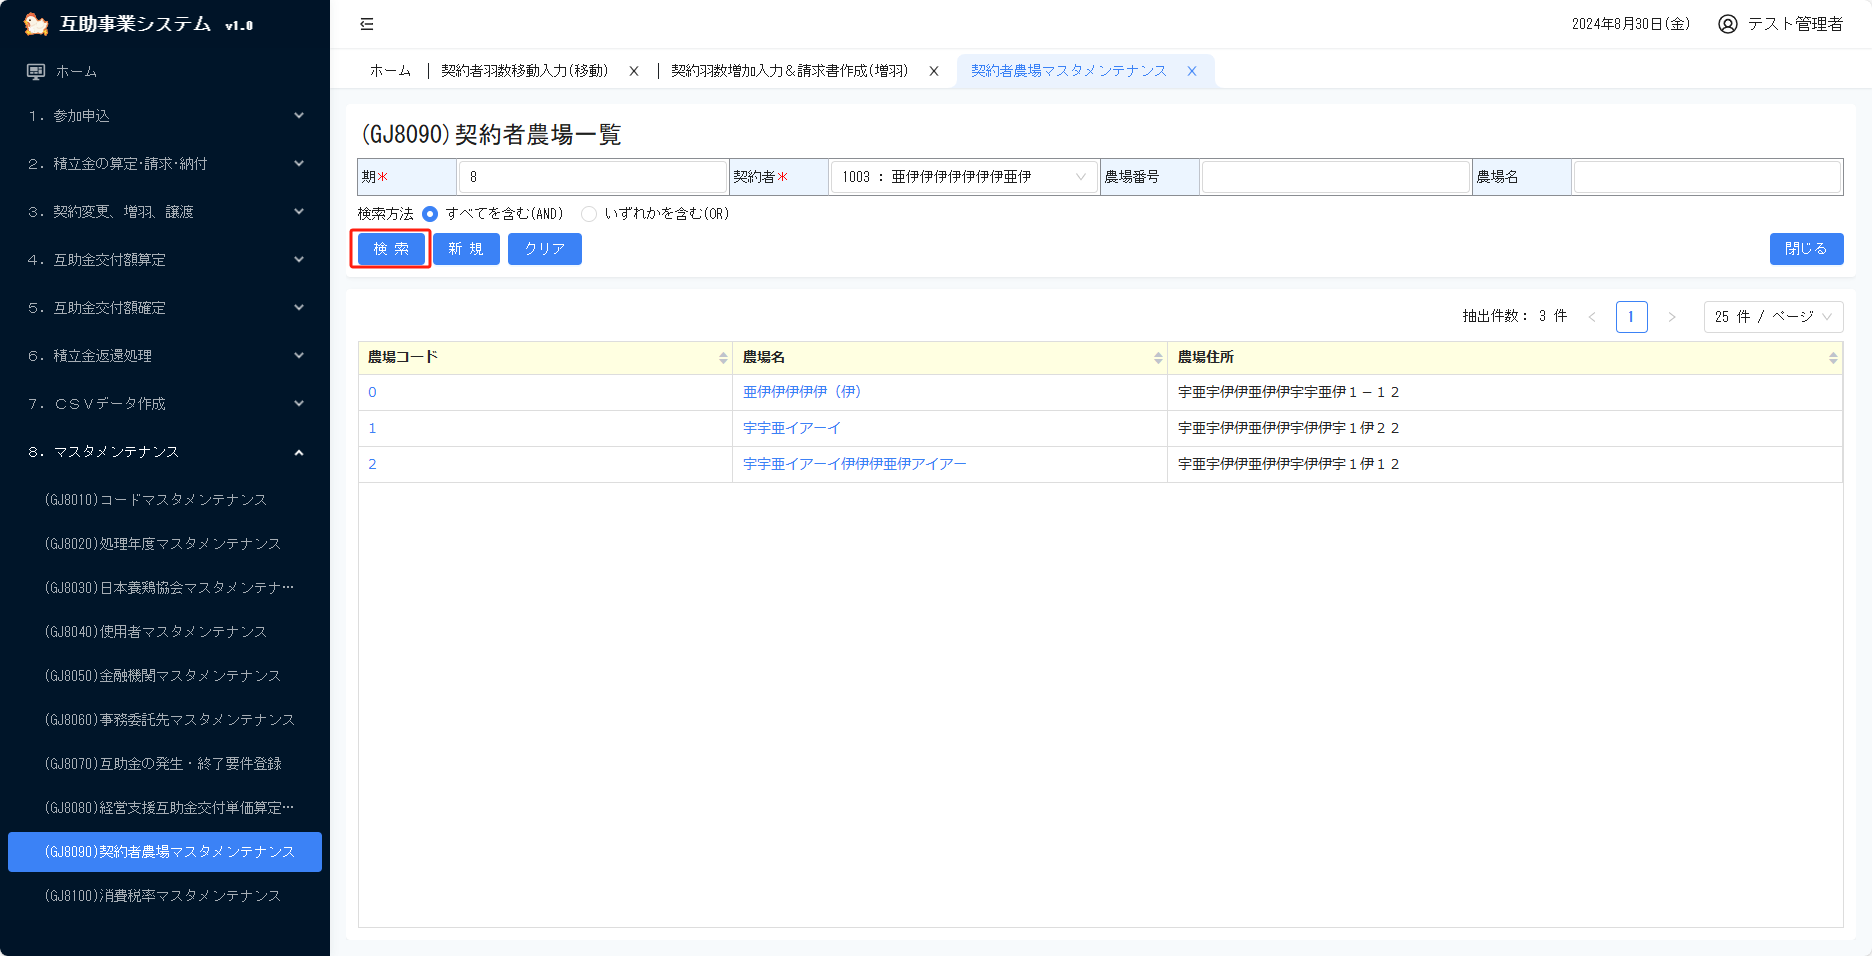 互助事業システム v1.0
2024年8月30日(金) テスト管理者
ホーム
ホーム 契約者羽数移動入力(移動) 契約羽数増加入力＆請求書作成(増羽) 契約者農場マスタメンテナンス
１．参加申込
２．積立金の算定･請求･納付
３．契約変更、増羽、譲渡
４．互助金交付額算定
５．互助金交付額確定
６．積立金返還処理
７．ＣＳＶデータ作成
８．マスタメンテナンス
(GJ8010)コードマスタメンテナンス
(GJ8020)処理年度マスタメンテナンス
(GJ8030)日本養鶏協会マスタメンテナ…
(GJ8040)使用者マスタメンテナンス
(GJ8050)金融機関マスタメンテナンス
(GJ8060)事務委託先マスタメンテナンス
(GJ8070)互助金の発生・終了要件登録
(GJ8080)経営支援互助金交付単価算定…
(GJ8090)契約者農場マスタメンテナンス
(GJ8100)消費税率マスタメンテナンス
(GJ8090)契約者農場一覧
期* 8 契約者* 1003 : 亜伊伊伊伊伊伊伊亜伊 農場番号 農場名
検索方法 すべてを含む(AND) いずれかを含む(OR)
検 索 新 規 クリア 閉じる
抽出件数： 3 件 < 1 > 25 件 / ページ
農場コード 農場名 農場住所
0 亜伊伊伊伊伊（伊） 宇亜宇伊伊亜伊伊宇宇亜伊１－１２
1 宇宇亜イアーイ 宇亜宇伊伊亜伊伊宇伊伊宇１伊２２
2 宇宇亜イアーイ伊伊伊亜伊アイアー 宇亜宇伊伊亜伊伊宇伊伊宇１伊１２